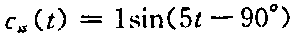 c_{ss}(t) = 1sin(5t − 90°)